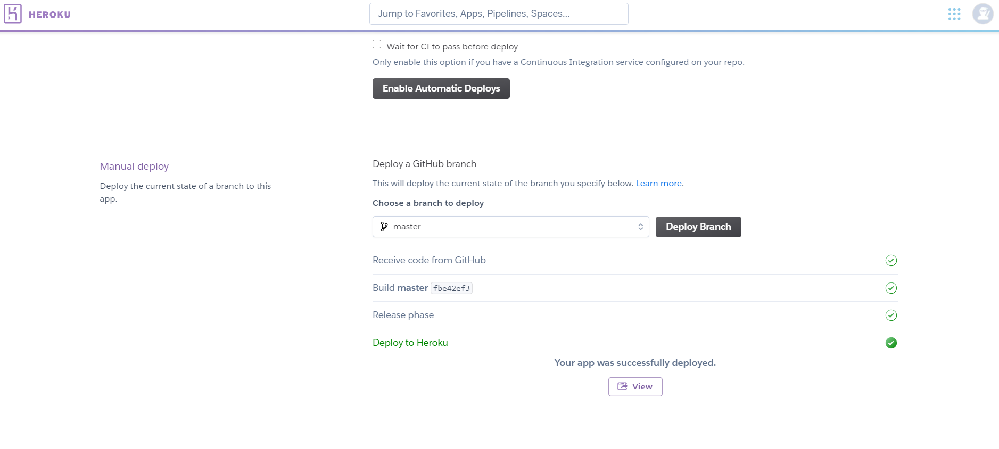 HEROKU
Jump to Favorites, Apps, Pipelines, Spaces...
Wait for CI to pass before deploy
Only enable this option if you have a Continuous Integration service configured on your repo.
Enable Automatic Deploys
Manual deploy
Deploy the current state of a branch to this
app.
Deploy a GitHub branch
This will deploy the current state of the branch you specify below. Learn more.
Choose a branch to deploy
master
Deploy Branch
Receive code from GitHub
Build master fbe42ef3
Release phase
Deploy to Heroku
Your app was successfully deployed.
View